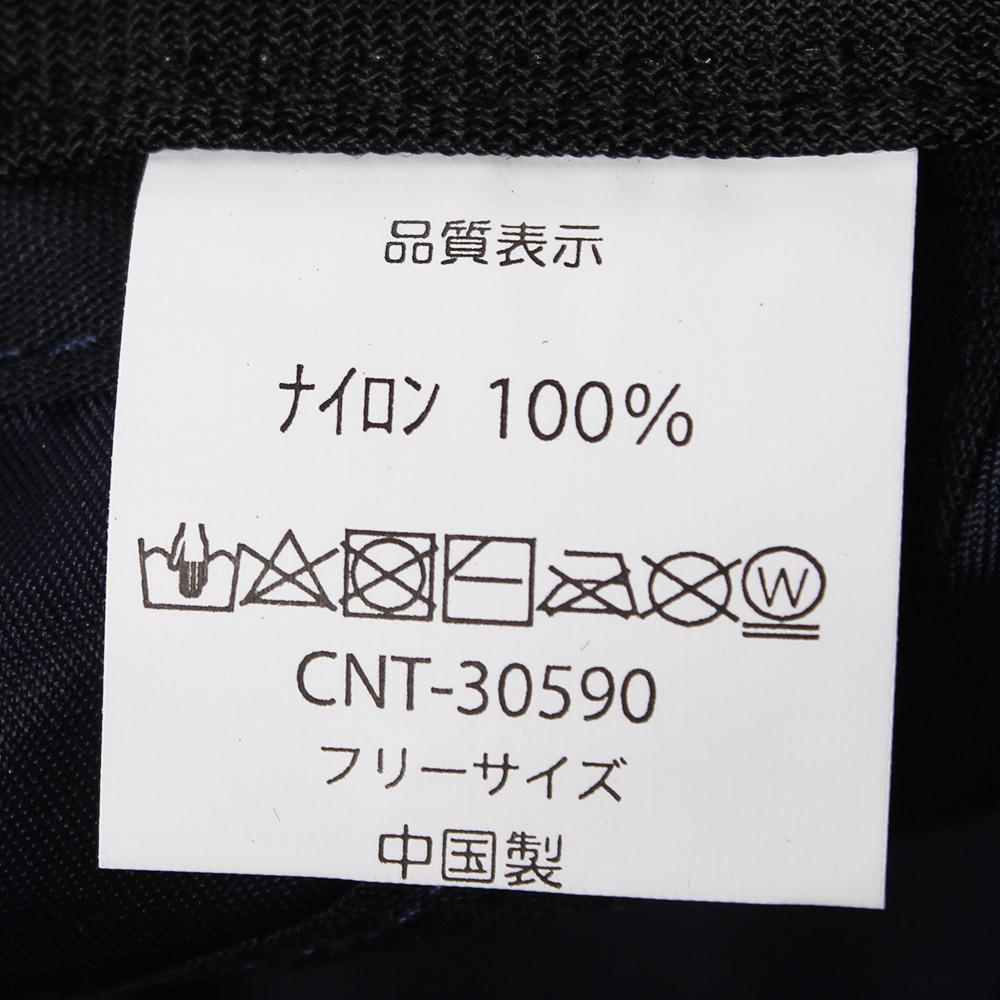 品質表示
ナイロン 100%
W
CNT-30590
フリーサイズ
中国製